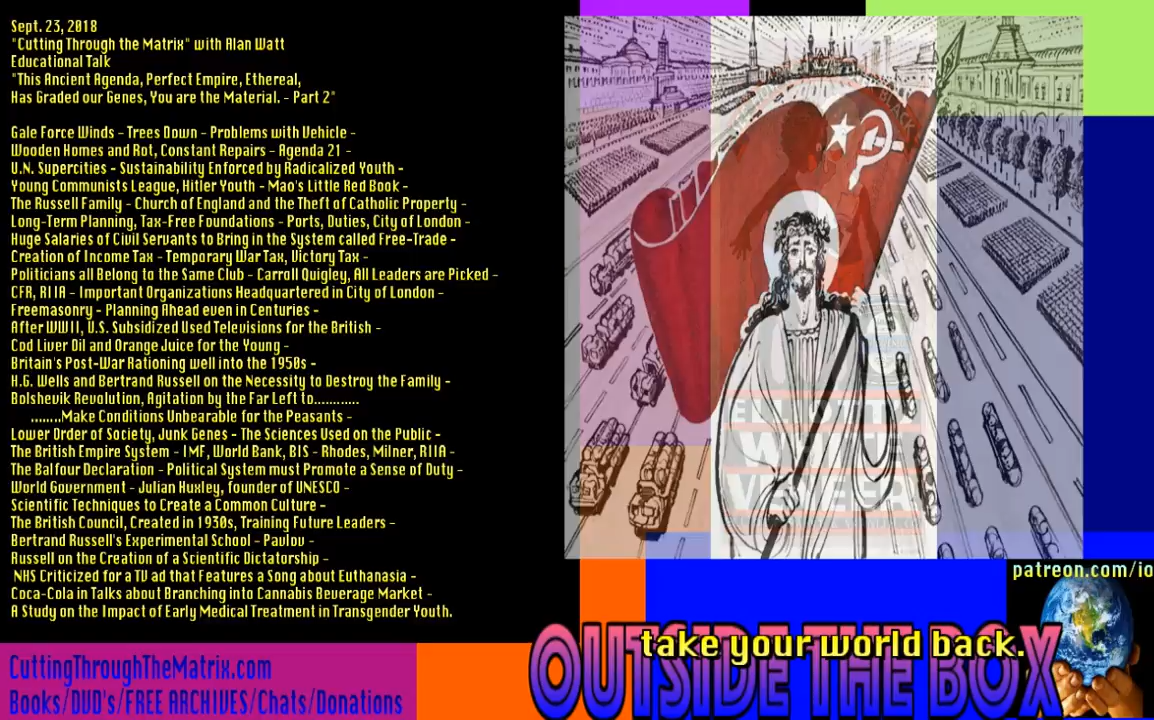 Sept. 23, 2018
"Cutting Through the Matrix" with Alan Watt
Educational Talk
"This Ancient Agenda, Perfect Empire, Ethereal,
Has Graded our Genes, You are the Material. - Part 2"
Gale Force Winds - Trees Down - Problems with Vehicle -
Wooden Homes and Rot, Constant Repairs - Agenda 21 -
U.N. Supercities - Sustainability Enforced by Radicalized Youth -
Young Communists League, Hitler Youth - Mao's Little Red Book -
The Russell Family - Church of England and the Theft of Catholic Property -
Long-Term Planning, Tax-Free Foundations - Ports, Duties, City of London -
Huge Salaries of Civil Servants to Bring in the System called Free-Trade -
Creation of Income Tax - Temporary War Tax, Victory Tax -
Politicians all Belong to the Same Club - Carroll Quigley, All Leaders are Picked -
CFR, RIIA - Important Organizations Headquartered in City of London -
Freemasonry - Planning Ahead even in Centuries -
After WWII, U.S. Subsidized Used Televisions for the British -
Cod Liver Oil and Orange Juice for the Young -
Britain's Post-War Rationing well into the 1950s -
H.G. Wells and Bertrand Russell on the Necessity to Destroy the Family -
Bolshevik Revolution, Agitation by the Far Left to............
........Make Conditions Unbearable for the Peasants -
Lower Order of Society, Junk Genes - The Sciences Used on the Public -
The British Empire System - IMF, World Bank, BIS - Rhodes, Milner, RIIA -
The Balfour Declaration - Political System must Promote a Sense of Duty -
World Government - Julian Huxley, founder of UNESCO -
Scientific Techniques to Create a Common Culture -
The British Council, Created in 1930s, Training Future Leaders -
Bertrand Russell's Experimental School - Pavlov -
Russell on the Creation of a Scientific Dictatorship -
NHS Criticized for a TV ad that Features a Song about Euthanasia -
Coca-Cola in Talks about Branching into Cannabis Beverage Market -
A Study on the Impact of Early Medical Treatment in Transgender Youth.
BLACK
patreon.com/io
take your world back.
OUTSIDE THE BOX
CuttingThroughTheMatrix.com
Books/DVD's/FREE ARCHIVES/Chats/Donations